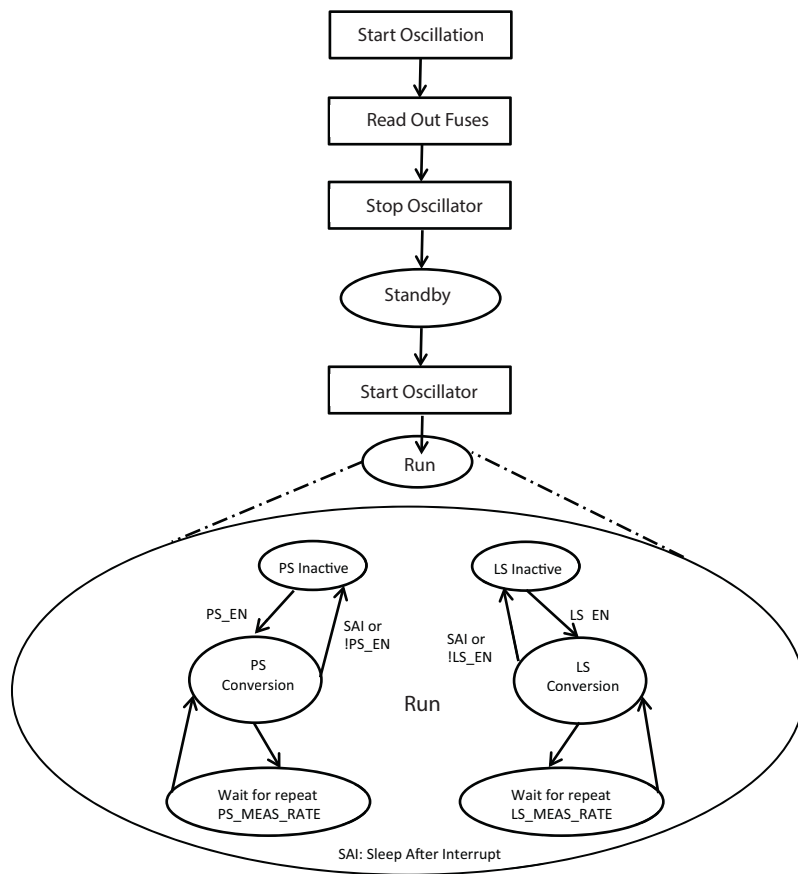 Start Oscillation
Read Out Fuses
Stop Oscillator
Standby
Start Oscillator
Run
PS Inactive
LS Inactive
PS_EN
SAI or
!PS_EN
SAI or
!LS_EN
LS_EN
PS
Conversion
Run
LS
Conversion
Wait for repeat
PS_MEAS_RATE
Wait for repeat
LS_MEAS_RATE
SAI: Sleep After Interrupt